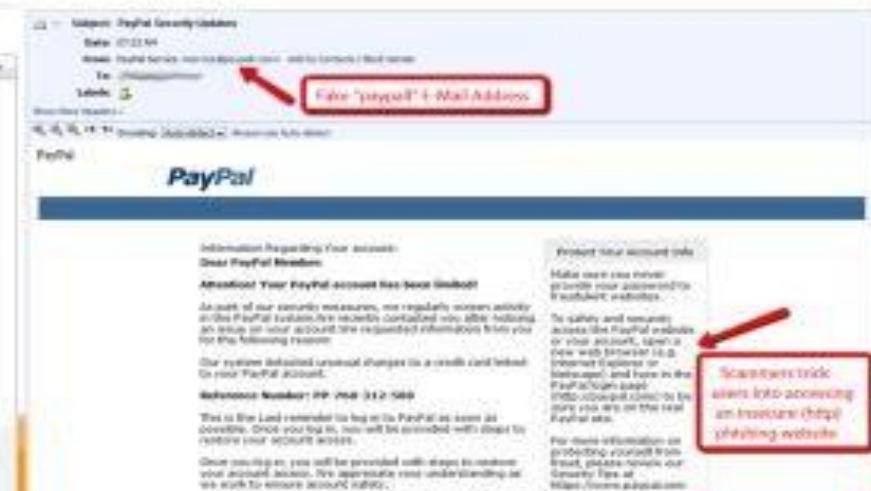 Subject: PayPal Security Updates
Date: 07:22 AM
From: PayPal Service
To:
Labels:
Fake "paypall" E-Mail Address
PayPal
PayPal
Information Regarding Your account:
Dear PayPal Member:
Attention! Your PayPal account has been limited!
As part of our security measures, we regularly screen activity
in the PayPal system. We recently contacted you after noticing
an issue on your account. We requested information from you
for the following reason:
Our system detected unusual charges to a credit card linked
to your PayPal account.
Reference Number: PP-
This is the Last reminder to log in to PayPal as soon as
possible. Once you log in, you will be provided with steps to
restore your account access.
Once you log in, you will be provided with steps to restore
your account access. We appreciate your understanding as
we work to ensure account safety.
Protect Your Account Info
Make sure you never
provide your password to
fraudulent websites.
To safely and securely
access the PayPal website
or your account, open a
new web browser (e.g.
Internet Explorer or
Netscape) and type in the
PayPal login page
to be
sure you are on the real
PayPal site.
For more information on
protecting yourself from
fraud, please review our
Security Tips at
Scammers trick
users into accessing
an insecure (http)
phishing website